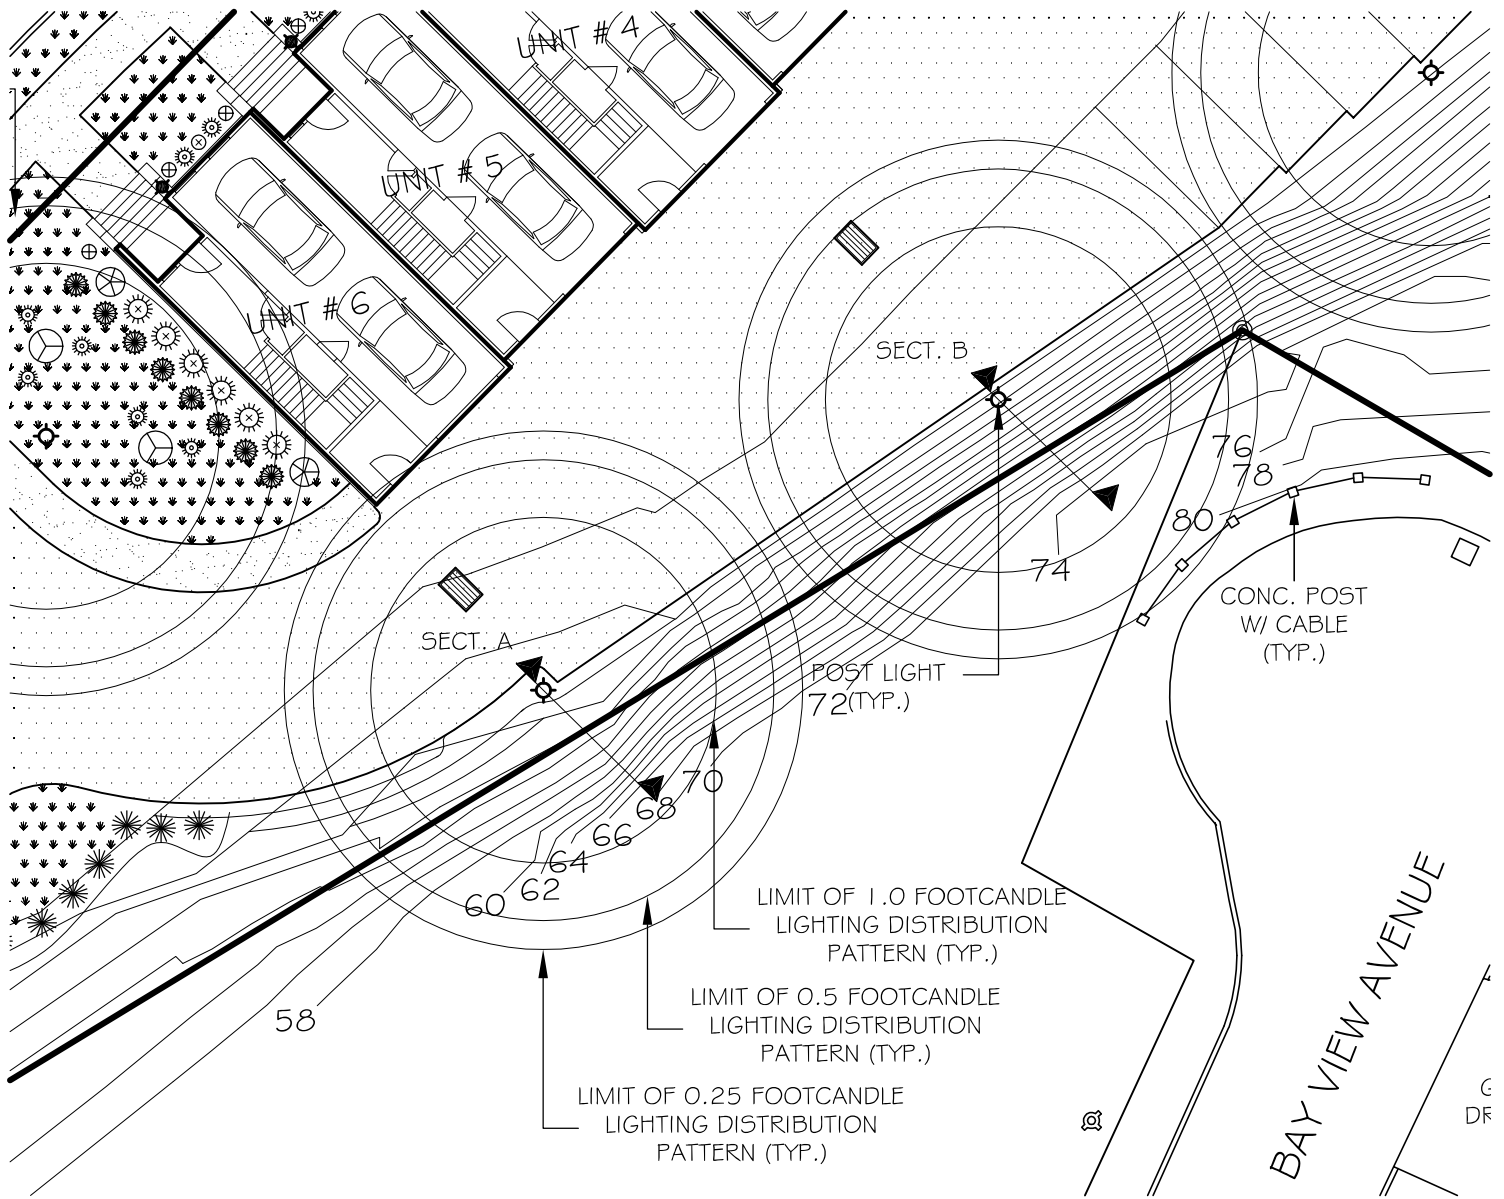 UNIT # 4
UNIT # 5
UNIT # 6
SECT. B
76
78
80
74
CONC. POST
W/ CABLE
(TYP.)
SECT. A
POST LIGHT
(TYP.)
72
70
68
66
64
62
60
58
LIMIT OF 1.0 FOOTCANDLE
LIGHTING DISTRIBUTION
PATTERN (TYP.)
LIMIT OF 0.5 FOOTCANDLE
LIGHTING DISTRIBUTION
PATTERN (TYP.)
LIMIT OF 0.25 FOOTCANDLE
LIGHTING DISTRIBUTION
PATTERN (TYP.)
BAY VIEW AVENUE